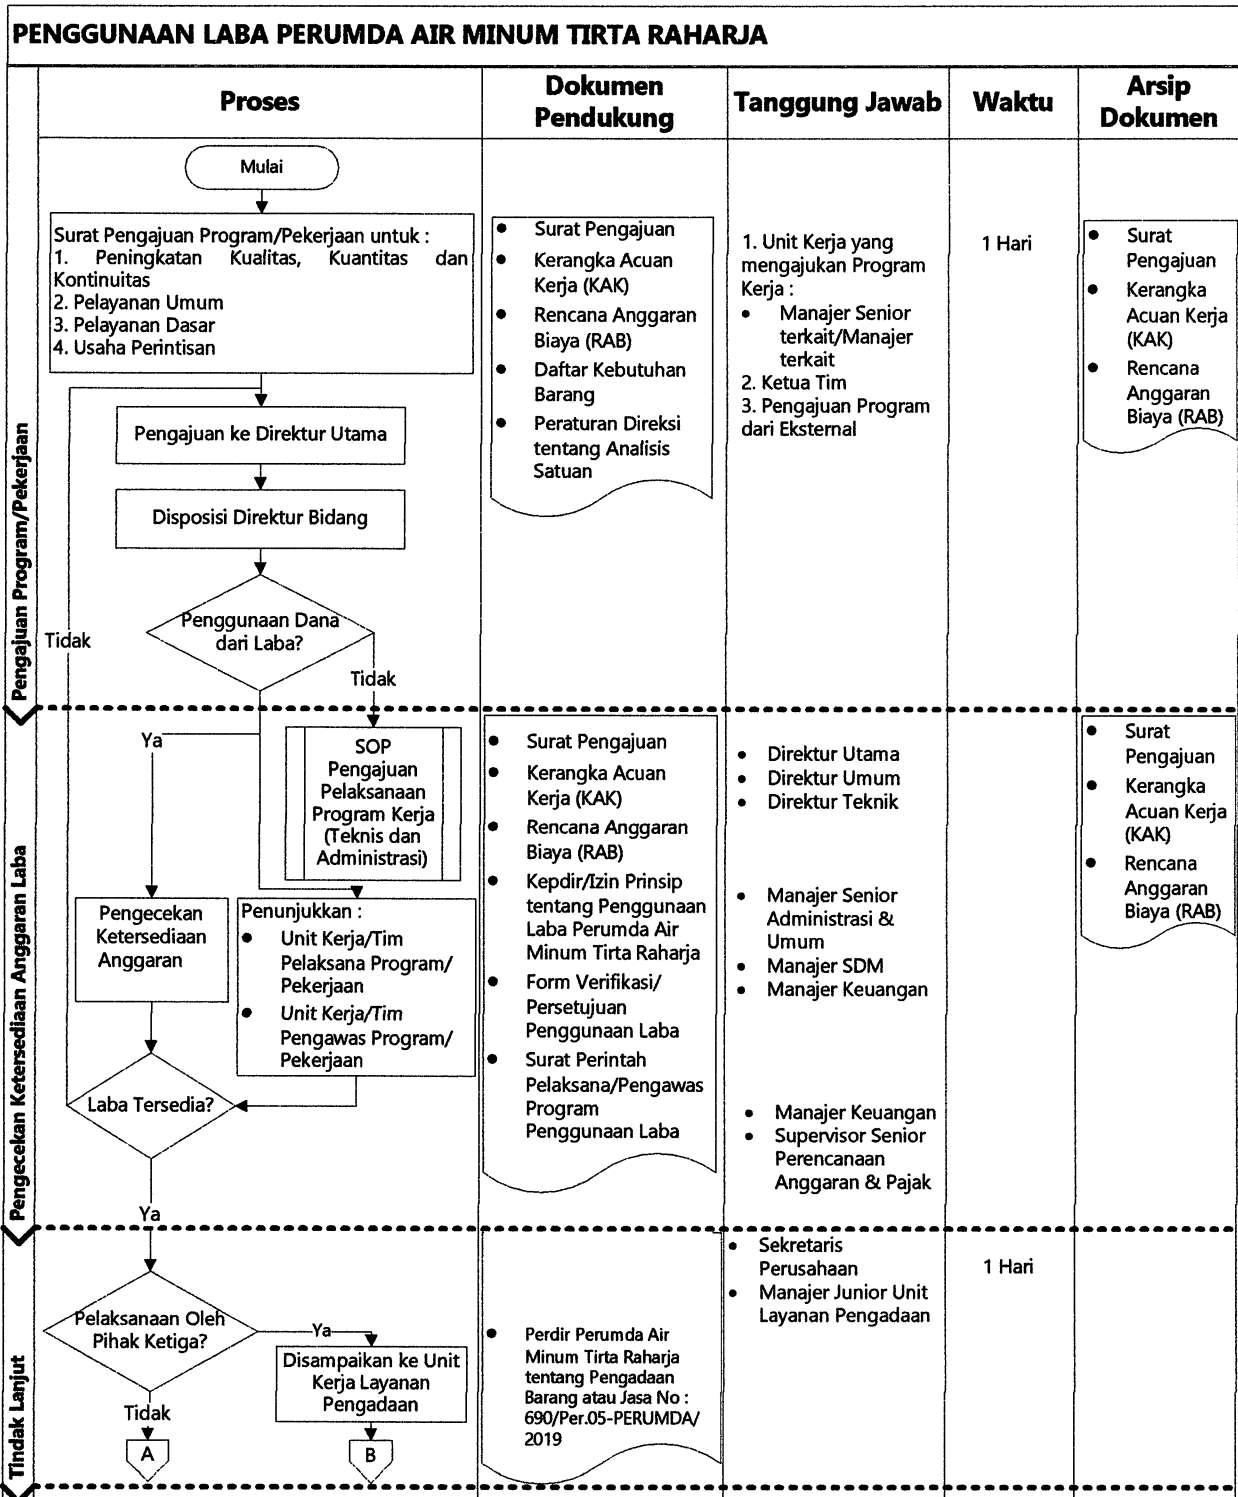 PENGGUNAAN LABA PERUMDA AIR MINUM TIRTA RAHARJA
Proses
Dokumen
Pendukung
Tanggung Jawab
Waktu
Arsip
Dokumen
Pengajuan Program/Pekerjaan
Mulai
Surat Pengajuan Program/Pekerjaan untuk :
1. Peningkatan Kualitas, Kuantitas dan
Kontinuitas
2. Pelayanan Umum
3. Pelayanan Dasar
4. Usaha Perintisan
Pengajuan ke Direktur Utama
Disposisi Direktur Bidang
Penggunaan Dana
dari Laba?
Tidak
Tidak
• Surat Pengajuan
• Kerangka Acuan
Kerja (KAK)
• Rencana Anggaran
Biaya (RAB)
• Daftar Kebutuhan
Barang
• Peraturan Direksi
tentang Analisis
Satuan
1. Unit Kerja yang
mengajukan Program
Kerja :
• Manajer Senior
terkait/Manajer
terkait
2. Ketua Tim
3. Pengajuan Program
dari Eksternal
1 Hari
• Surat
Pengajuan
• Kerangka
Acuan Kerja
(KAK)
• Rencana
Anggaran
Biaya (RAB)
Pengecekan Ketersediaan Anggaran Laba
Ya
SOP
Pengajuan
Pelaksanaan
Program Kerja
(Teknis dan
Administrasi)
Pengecekan
Ketersediaan
Anggaran
Penunjukkan :
• Unit Kerja/Tim
Pelaksana Program/
Pekerjaan
• Unit Kerja/Tim
Pengawas Program/
Pekerjaan
Laba Tersedia?
Ya
• Surat Pengajuan
• Kerangka Acuan
Kerja (KAK)
• Rencana Anggaran
Biaya (RAB)
• Kepdir/Izin Prinsip
tentang Penggunaan
Laba Perumda Air
Minum Tirta Raharja
• Form Verifikasi/
Persetujuan
Penggunaan Laba
• Surat Perintah
Pelaksana/Pengawas
Program
Penggunaan Laba
• Direktur Utama
• Direktur Umum
• Direktur Teknik
• Manajer Senior
Administrasi &
Umum
• Manajer SDM
• Manajer Keuangan
• Manajer Keuangan
• Supervisor Senior
Perencanaan
Anggaran & Pajak
• Surat
Pengajuan
• Kerangka
Acuan Kerja
(KAK)
• Rencana
Anggaran
Biaya (RAB)
Tindak Lanjut
Pelaksanaan Oleh
Pihak Ketiga?
Ya
Disampaikan ke Unit
Kerja Layanan
Pengadaan
Tidak
A
B
• Perdir Perumda Air
Minum Tirta Raharja
tentang Pengadaan
Barang atau Jasa No :
690/Per.05-PERUMDA/
2019
• Sekretaris
Perusahaan
• Manajer Junior Unit
Layanan Pengadaan
1 Hari